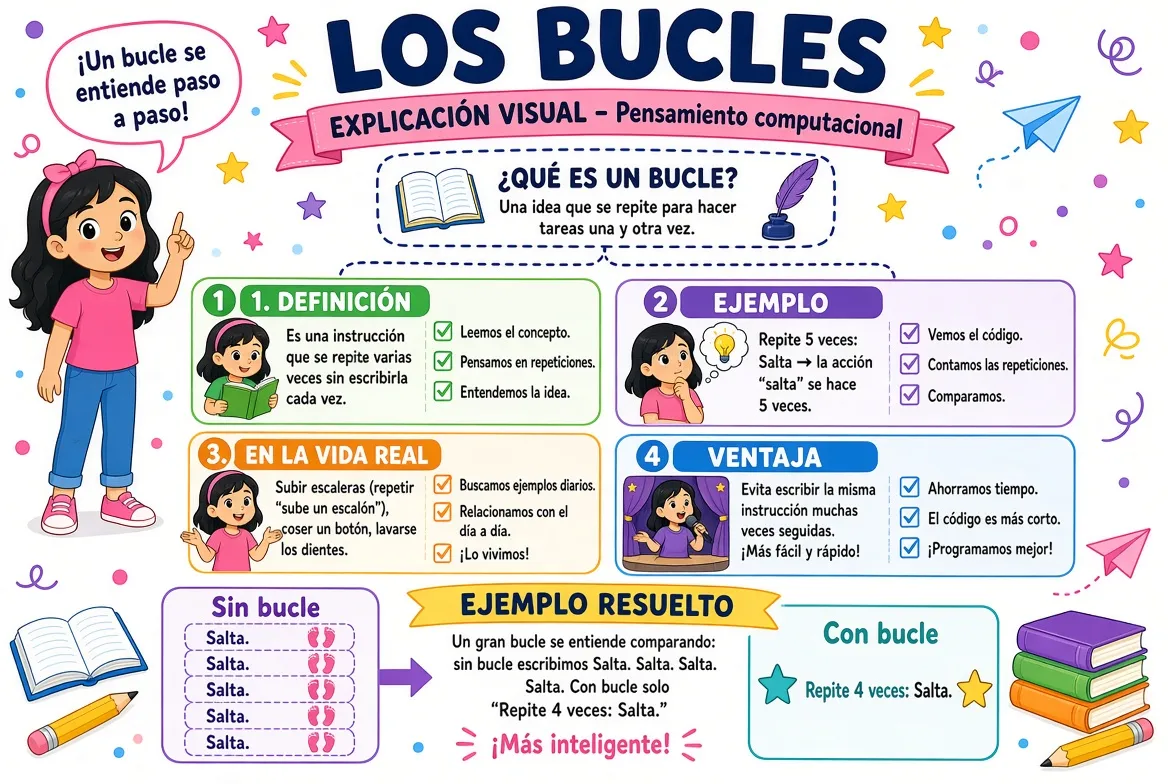 ¡Un bucle se
entiende paso
a paso!
LOS BUCLES
EXPLICACIÓN VISUAL – Pensamiento computacional
¿QUÉ ES UN BUCLE?
Una idea que se repite para hacer
tareas una y otra vez.
1 1. DEFINICIÓN
Es una instrucción
que se repite varias
veces sin escribirla
cada vez.
Leemos el concepto.
Pensamos en repeticiones.
Entendemos la idea.
2 EJEMPLO
Repite 5 veces:
Salta → la acción
“salta” se hace
5 veces.
Vemos el código.
Contamos las repeticiones.
Comparamos.
3. EN LA VIDA REAL
Subir escaleras (repetir
“sube un escalón”),
coser un botón, lavarse
los dientes.
Buscamos ejemplos diarios.
Relacionamos con el
día a día.
¡Lo vivimos!
4 VENTAJA
Evita escribir la misma
instrucción muchas
veces seguidas.
¡Más fácil y rápido!
Ahorramos tiempo.
El código es más corto.
¡Programamos mejor!
Sin bucle
Salta.
Salta.
Salta.
Salta.
Salta.
EJEMPLO RESUELTO
Un gran bucle se entiende comparando:
sin bucle escribimos Salta. Salta. Salta.
Salta. Con bucle solo
“Repite 4 veces: Salta.”
¡Más inteligente!
Con bucle
Repite 4 veces: Salta.